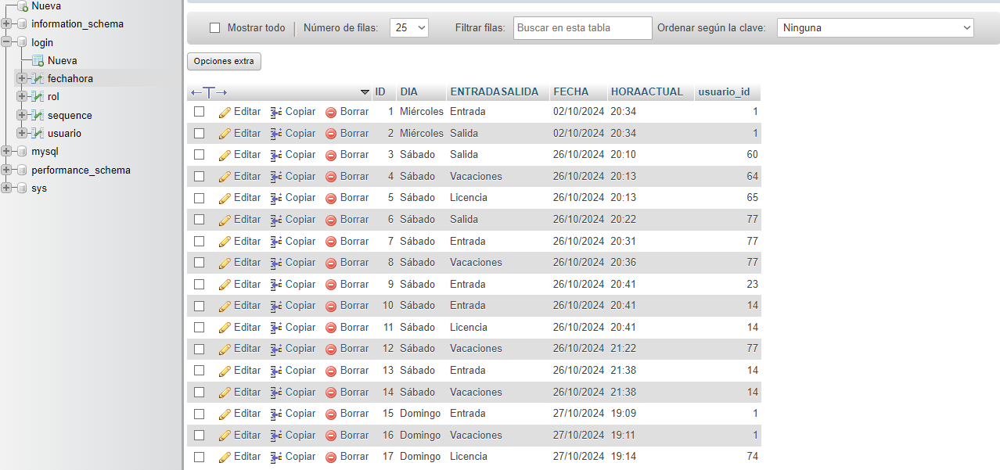 Nueva
information_schema
login
Nueva
fechahora
rol
sequence
usuario
mysql
performance_schema
sys
Mostrar todo Número de filas: 25 Filtrar filas: Buscar en esta tabla Ordenar según la clave: Ninguna
Opciones extra
ID DIA ENTRADASALIDA FECHA HORAACTUAL usuario_id
Editar Copiar Borrar 1 Miércoles Entrada 02/10/2024 20:34 1
Editar Copiar Borrar 2 Miércoles Salida 02/10/2024 20:34 1
Editar Copiar Borrar 3 Sábado Salida 26/10/2024 20:10 60
Editar Copiar Borrar 4 Sábado Vacaciones 26/10/2024 20:13 64
Editar Copiar Borrar 5 Sábado Licencia 26/10/2024 20:13 65
Editar Copiar Borrar 6 Sábado Salida 26/10/2024 20:22 77
Editar Copiar Borrar 7 Sábado Entrada 26/10/2024 20:31 77
Editar Copiar Borrar 8 Sábado Vacaciones 26/10/2024 20:36 77
Editar Copiar Borrar 9 Sábado Entrada 26/10/2024 20:41 23
Editar Copiar Borrar 10 Sábado Entrada 26/10/2024 20:41 14
Editar Copiar Borrar 11 Sábado Licencia 26/10/2024 20:41 14
Editar Copiar Borrar 12 Sábado Vacaciones 26/10/2024 21:22 77
Editar Copiar Borrar 13 Sábado Entrada 26/10/2024 21:38 14
Editar Copiar Borrar 14 Sábado Vacaciones 26/10/2024 21:38 14
Editar Copiar Borrar 15 Domingo Entrada 27/10/2024 19:09 1
Editar Copiar Borrar 16 Domingo Vacaciones 27/10/2024 19:11 1
Editar Copiar Borrar 17 Domingo Licencia 27/10/2024 19:14 74